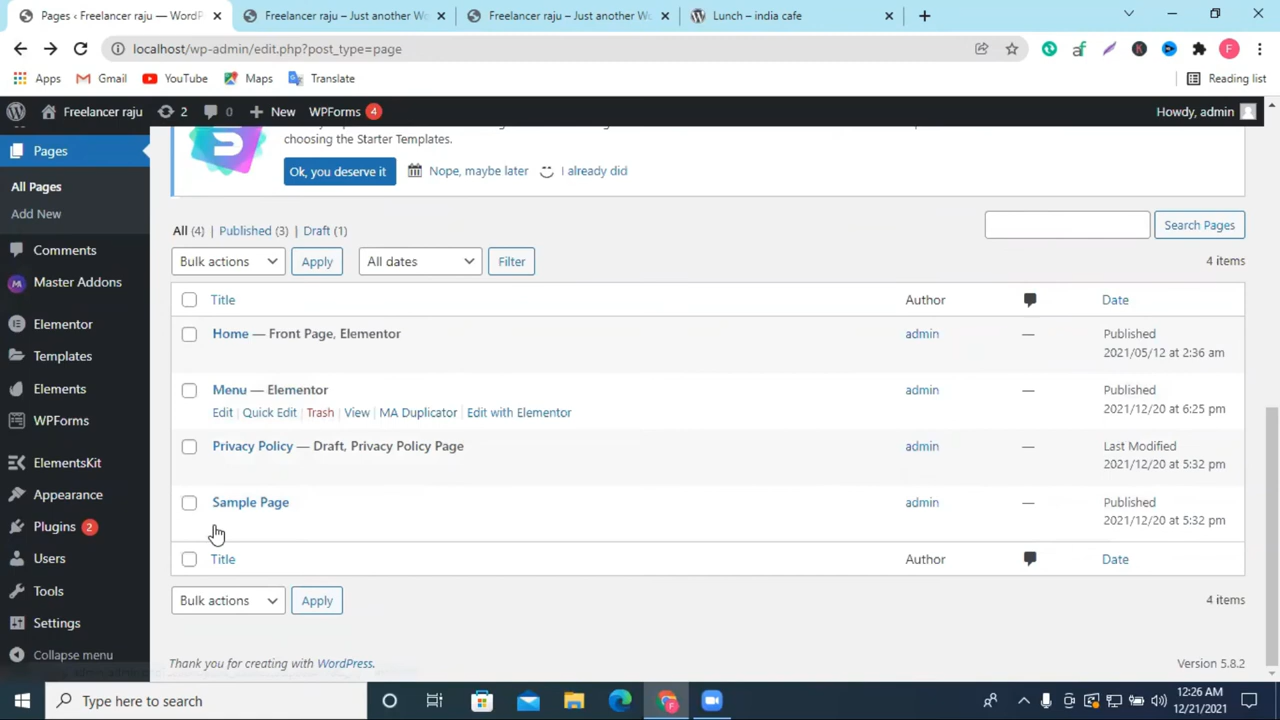 Pages ‹ Freelancer raju — WordP
Freelancer raju – Just another Wo
Freelancer raju – Just another Wo
Lunch – india cafe
localhost/wp-admin/edit.php?post_type=page
Apps
Gmail
YouTube
Maps
Translate
Reading list
Freelancer raju
2
0
New
WPForms 4
Howdy, admin
Pages
All Pages
Add New
Comments
Master Addons
Elementor
Templates
Elements
WPForms
ElementsKit
Appearance
Plugins 2
Users
Tools
Settings
Collapse menu
choosing the Starter Templates.
Ok, you deserve it
Nope, maybe later
I already did
All (4) | Published (3) | Draft (1)
Search Pages
Bulk actions
Apply
All dates
Filter
4 items
Title
Author
Date
Home — Front Page, Elementor
admin
—
Published
2021/05/12 at 2:36 am
Menu — Elementor
Edit | Quick Edit | Trash | View | MA Duplicator | Edit with Elementor
admin
—
Published
2021/12/20 at 6:25 pm
Privacy Policy — Draft, Privacy Policy Page
admin
—
Last Modified
2021/12/20 at 5:32 pm
Sample Page
admin
—
Published
2021/12/20 at 5:32 pm
Title
Author
Date
Bulk actions
Apply
4 items
Thank you for creating with WordPress.
Version 5.8.2
Type here to search
12:26 AM
12/21/2021